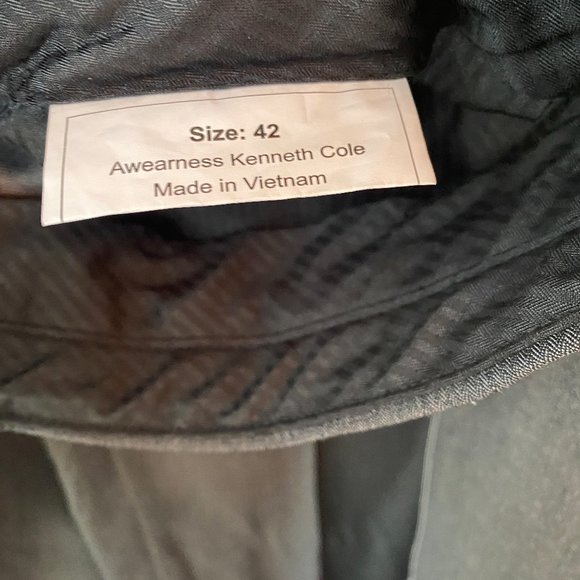 Size: 42
Awearness Kenneth Cole
Made in Vietnam